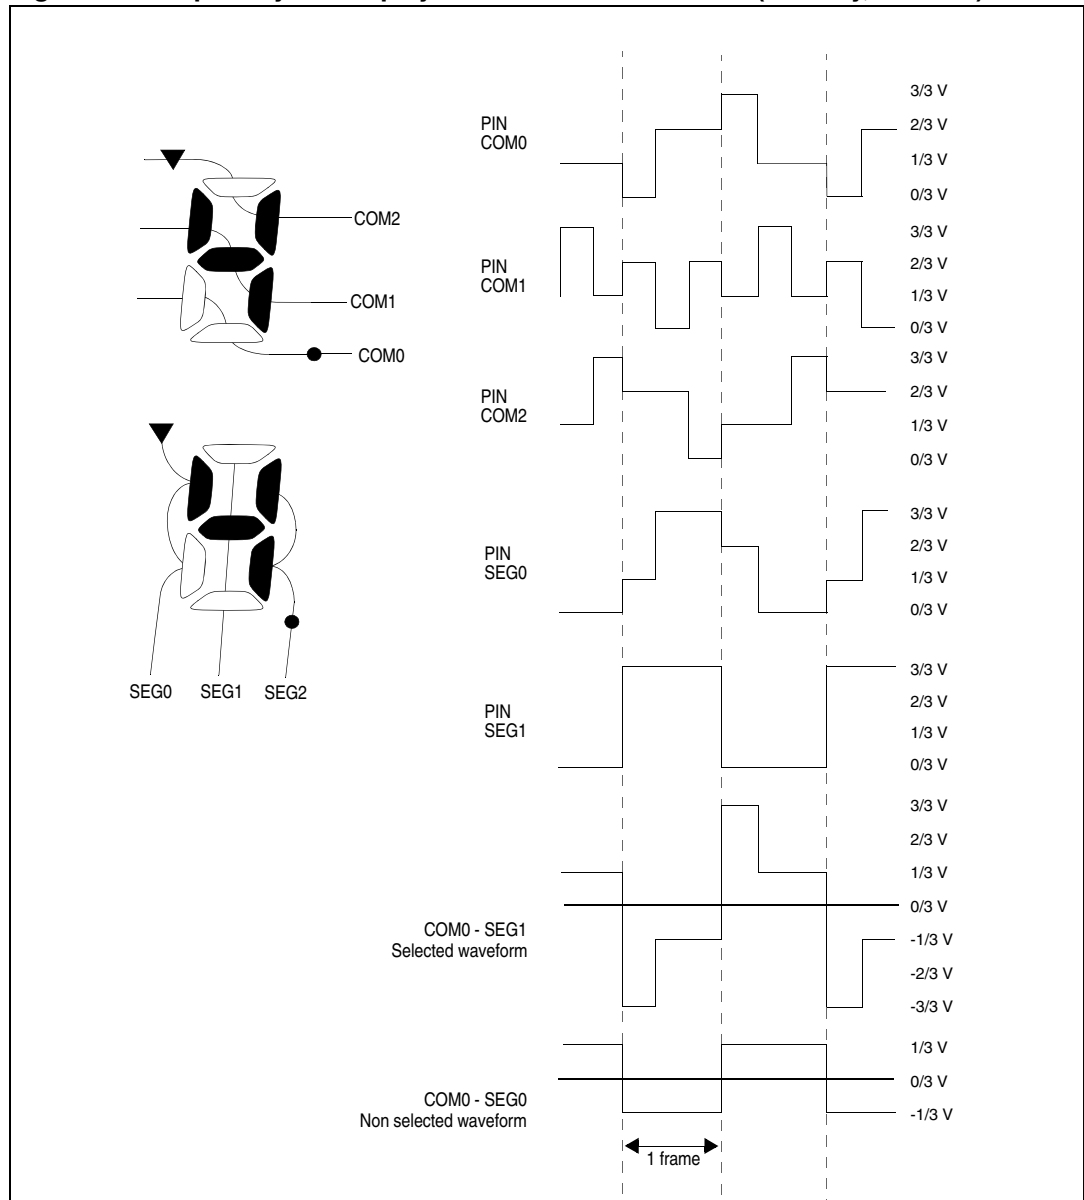 PIN
COM0
3/3 V
2/3 V
1/3 V
0/3 V
COM2
COM1
COM0
PIN
COM1
3/3 V
2/3 V
1/3 V
0/3 V
PIN
COM2
3/3 V
2/3 V
1/3 V
0/3 V
SEG0 SEG1 SEG2
PIN
SEG0
3/3 V
2/3 V
1/3 V
0/3 V
PIN
SEG1
3/3 V
2/3 V
1/3 V
0/3 V
COM0 - SEG1
Selected waveform
3/3 V
2/3 V
1/3 V
0/3 V
-1/3 V
-2/3 V
-3/3 V
COM0 - SEG0
Non selected waveform
1/3 V
0/3 V
-1/3 V
1 frame